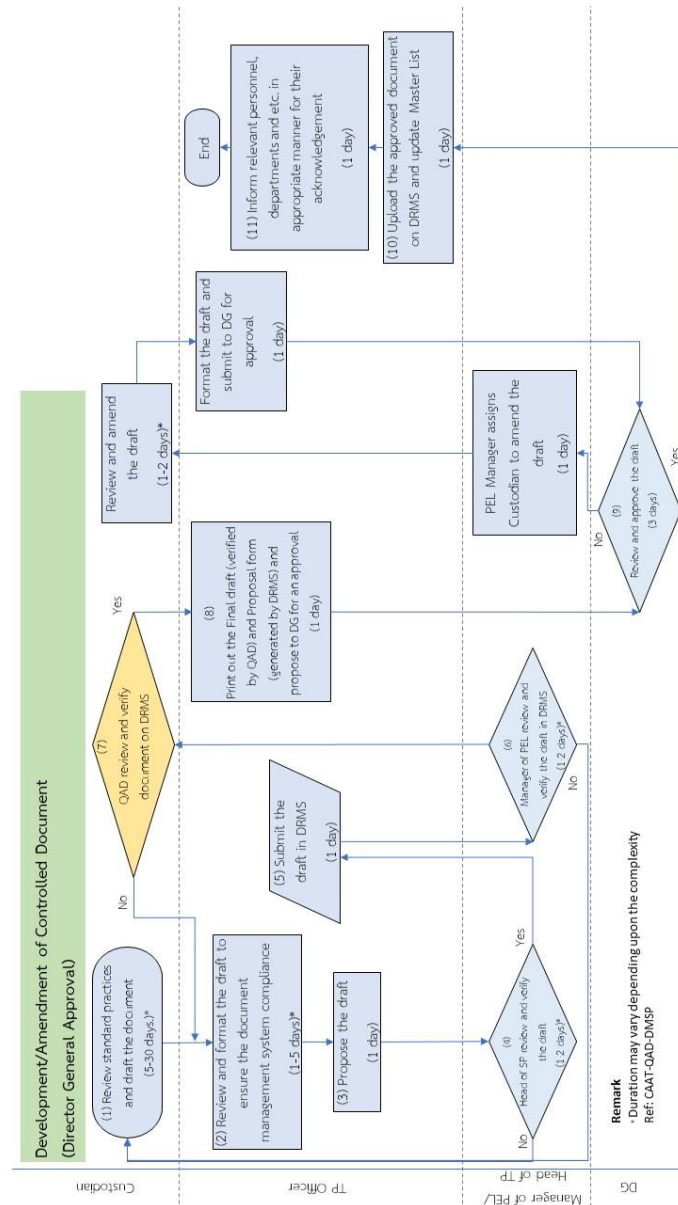 Development/Amendment of Controlled Document
(Director General Approval)
Custodian
TP Officer
Manager of PEL/
Head of TP
DG
(1) Review standard practices
and draft the document
(5-30 days.)*
(2) Review and format the draft to
ensure the document
management system compliance
(1-5 days)*
(3) Propose the draft
(1 day)
(4)
Head of SP review and verify
the draft
(1 2 days)*
No
Yes
(5) Submit the
draft in DRMS
(1 day)
(6)
Manager of PEL review and
verify the draft in DRMS
(1 2 days)*
No
(7)
QAD review and verify
document on DRMS
No
Yes
(8)
Print out the Final draft (verified
by QAD) and Proposal form
(generated by DRMS) and
propose to DG for an approval
(1 day)
(9)
Review and approve the draft
(3 days)
No
Yes
PEL Manager assigns
Custodian to amend the
draft
(1 day)
Review and amend
the draft
(1-2 days)*
Format the draft and
submit to DG for
approval
(1 day)
(10) Upload the approved document
on DRMS and update Master List
(1 day)
(11) Inform relevant personnel,
departments and etc. in
appropriate manner for their
acknowledgement
(1 day)
End
Remark
* Duration may vary depending upon the complexity
Ref: CAAT-QAD-DMSP